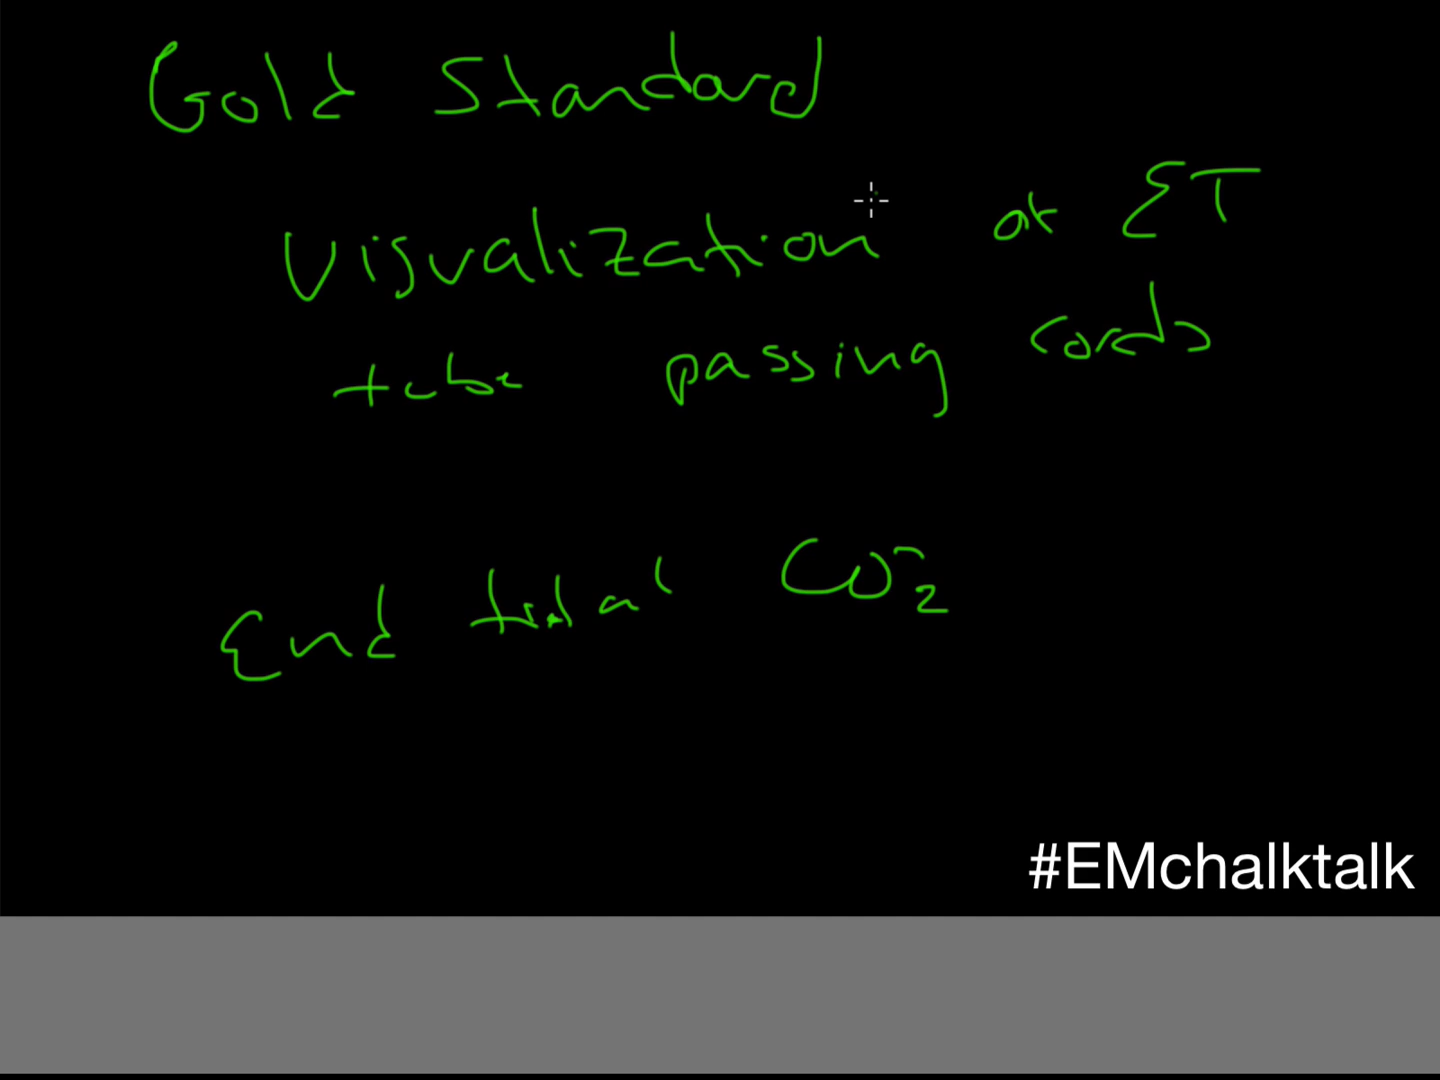 Gold Standard
Visualization of ET
tube passing cords
End tidal CO2
#EMchalktalk